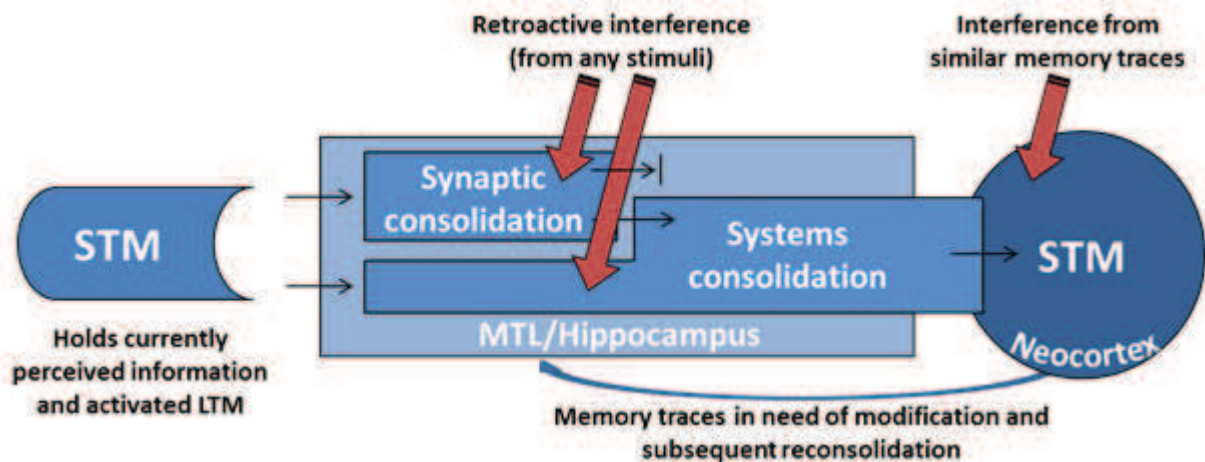 Retroactive interference
(from any stimuli)
Interference from
similar memory traces
Synaptic
consolidation
STM
Systems
consolidation
STM
MTL/Hippocampus
Neocortex
Holds currently
perceived information
and activated LTM
Memory traces in need of modification and
subsequent reconsolidation